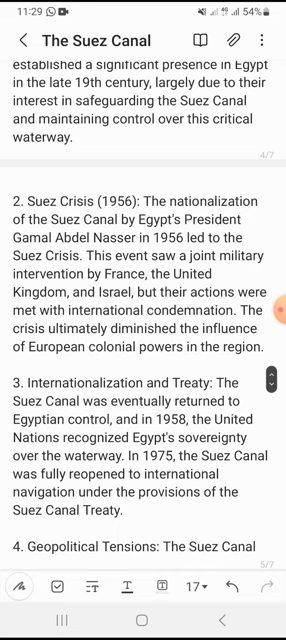 11:29
54%
The Suez Canal
established a significant presence in Egypt
in the late 19th century, largely due to their
interest in safeguarding the Suez Canal
and maintaining control over this critical
waterway.
4/7
2. Suez Crisis (1956): The nationalization
of the Suez Canal by Egypt's President
Gamal Abdel Nasser in 1956 led to the
Suez Crisis. This event saw a joint military
intervention by France, the United
Kingdom, and Israel, but their actions were
met with international condemnation. The
crisis ultimately diminished the influence
of European colonial powers in the region.
3. Internationalization and Treaty: The
Suez Canal was eventually returned to
Egyptian control, and in 1958, the United
Nations recognized Egypt's sovereignty
over the waterway. In 1975, the Suez Canal
was fully reopened to international
navigation under the provisions of the
Suez Canal Treaty.
5/7
4. Geopolitical Tensions: The Suez Canal
17